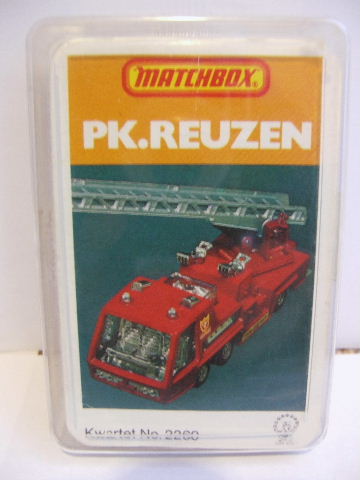 MATCHBOX®
PK.REUZEN
Kwartet No. 2260